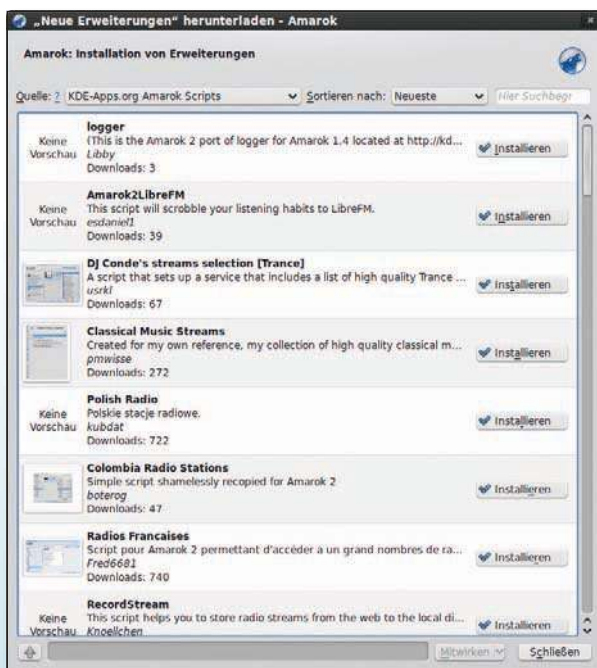 „Neue Erweiterungen“ herunterladen - Amarok
Amarok: Installation von Erweiterungen
Quelle: ? KDE-Apps.org Amarok Scripts Sortieren nach: Neueste Hier Suchbegr
Keine Vorschau
logger
(This is the Amarok 2 port of logger for Amarok 1.4 located at http://kd...
Libby
Downloads: 3
Installieren
Keine Vorschau
Amarok2LibreFM
This script will scrobble your listening habits to LibreFM.
esdaniel1
Downloads: 39
Installieren
DJ Conde's streams selection [Trance]
A script that sets up a service that includes a list of high quality Trance ...
usrkl
Downloads: 67
Installieren
Classical Music Streams
Created for my own reference, my collection of high quality classical m...
pmwisse
Downloads: 272
Installieren
Keine Vorschau
Polish Radio
Polskie stacje radiowe.
kubdat
Downloads: 722
Installieren
Colombia Radio Stations
Simple script shamelessly recopied for Amarok 2
boterog
Downloads: 47
Installieren
Radios Francaises
Script pour Amarok 2 permettant d'accéder a un grand nombres de ra...
Fred6681
Downloads: 740
Installieren
Keine Vorschau
RecordStream
This script helps you to store radio streams from the web to the local di...
Knoellchen
Installieren
Mitwirken Schließen